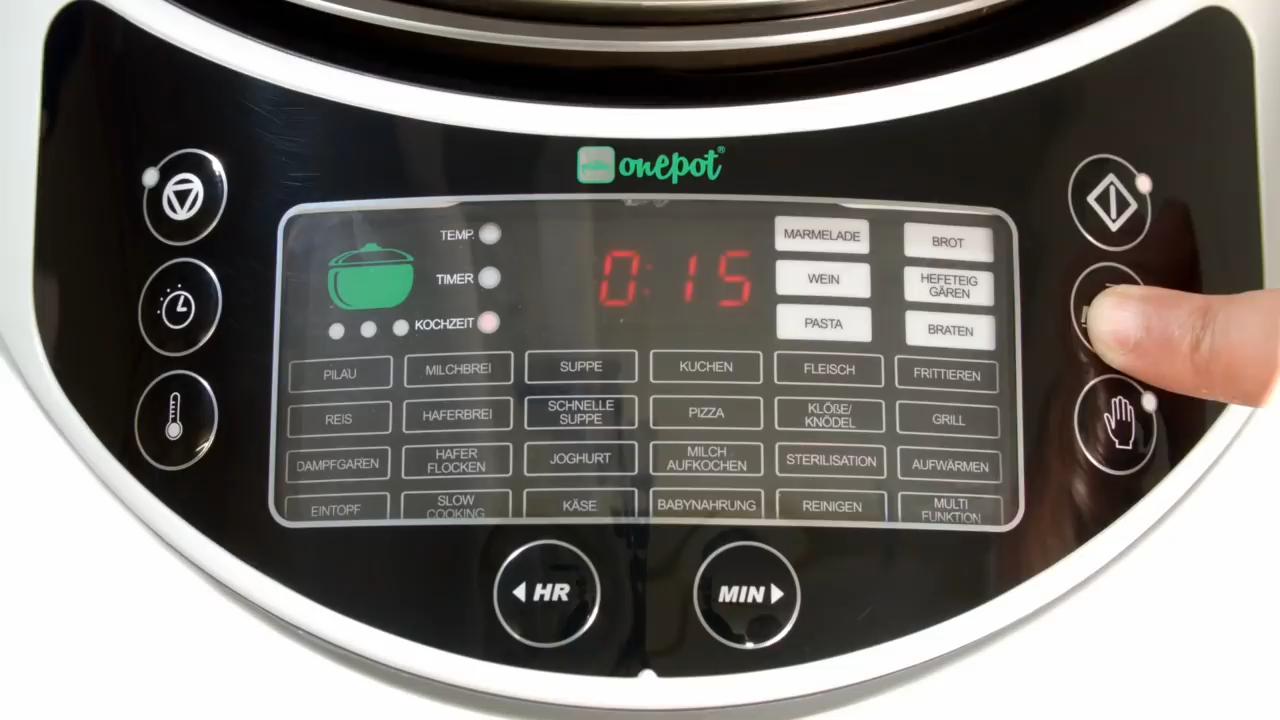 onepot®
TEMP.
TIMER
KOCHZEIT
0:15
MARMELADE
BROT
WEIN
HEFETEIG
GÄREN
PASTA
BRATEN
PILAU
MILCHBREI
SUPPE
KUCHEN
FLEISCH
FRITTIEREN
REIS
HAFERBREI
SCHNELLE
SUPPE
PIZZA
KLÖßE/
KNÖDEL
GRILL
DAMPFGAREN
HAFER
FLOCKEN
JOGHURT
MILCH
AUFKOCHEN
STERILISATION
AUFWÄRMEN
EINTOPF
SLOW
COOKING
KÄSE
BABYNAHRUNG
REINIGEN
MULTI
FUNKTION
HR
MIN